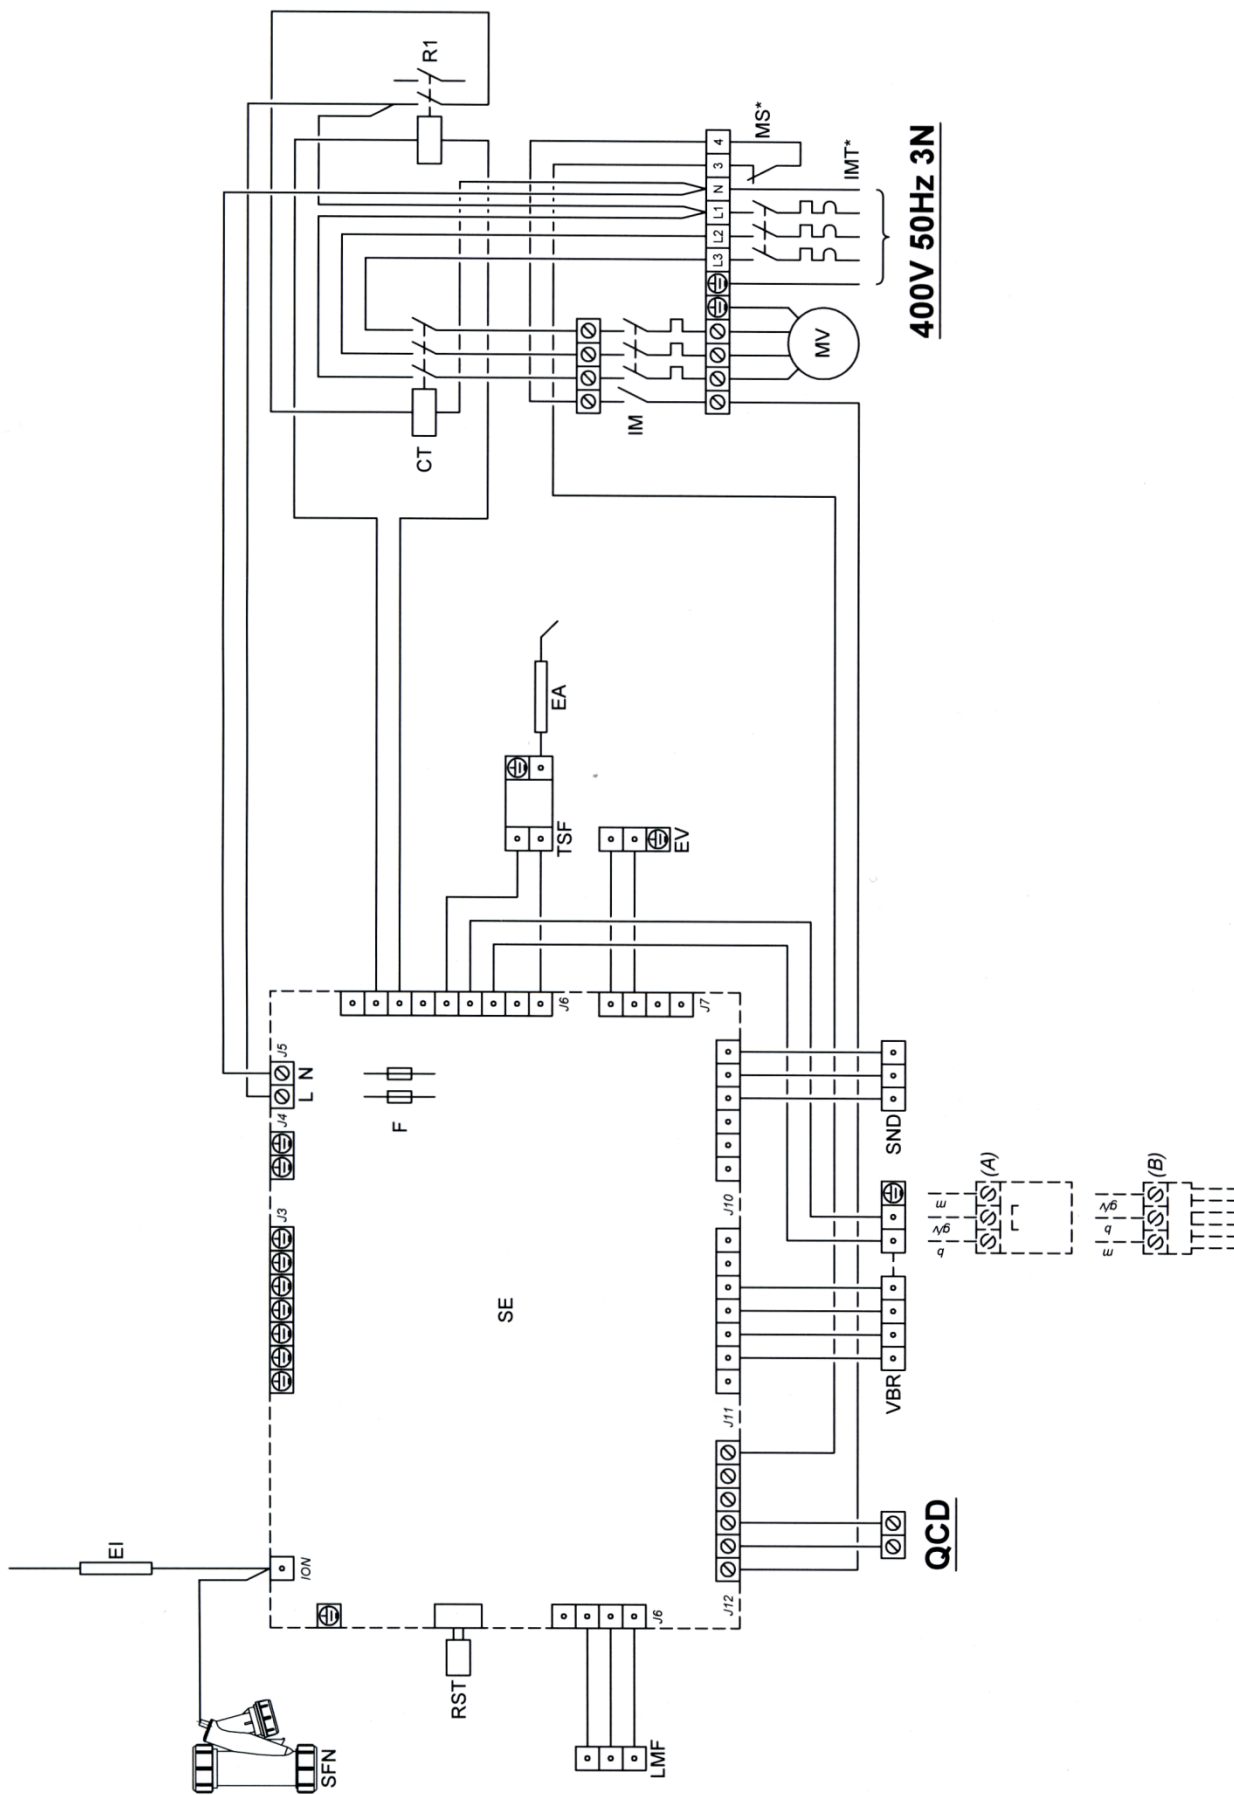 R1
MS*
IMT*
400V 50Hz 3N
4
3
N
L1
L2
L3
MV
CT
IM
EA
TSF
EV
J5
L N
J4
J3
J6
J7
F
SE
J10
J11
J12
SND
VBR
QCD
(A)
m
g/v
b
(B)
g/v
b
m
EI
ION
RST
J6
LMF
SFN